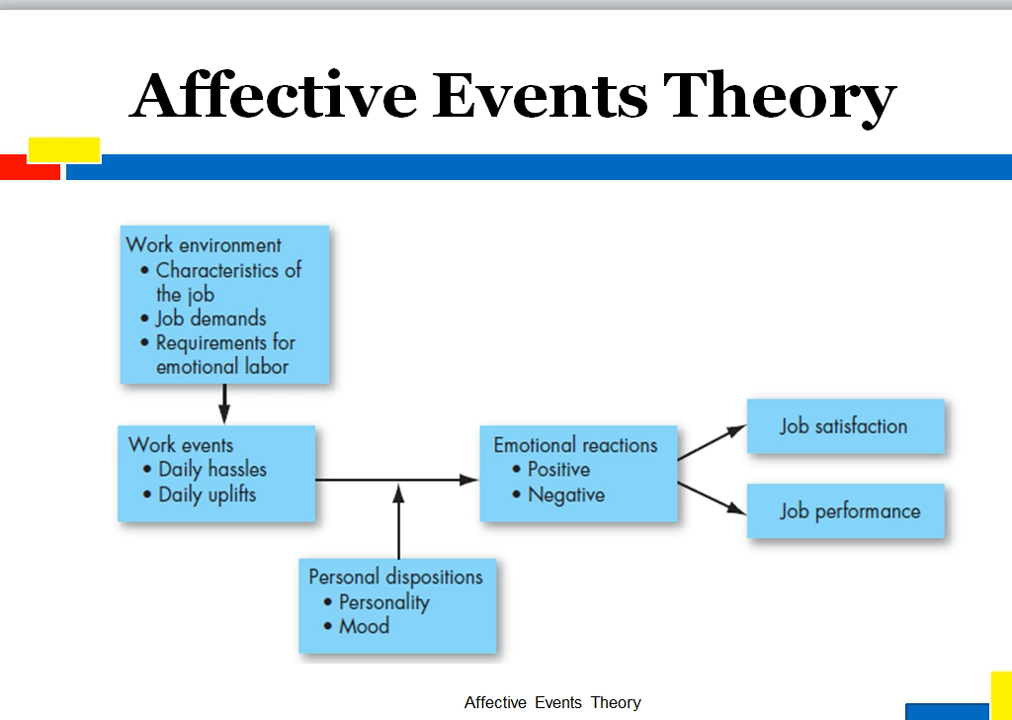 Affective Events Theory
Work environment
• Characteristics of
the job
• Job demands
• Requirements for
emotional labor
Work events
• Daily hassles
• Daily uplifts
Emotional reactions
• Positive
• Negative
Job satisfaction
Job performance
Personal dispositions
• Personality
• Mood
Affective Events Theory